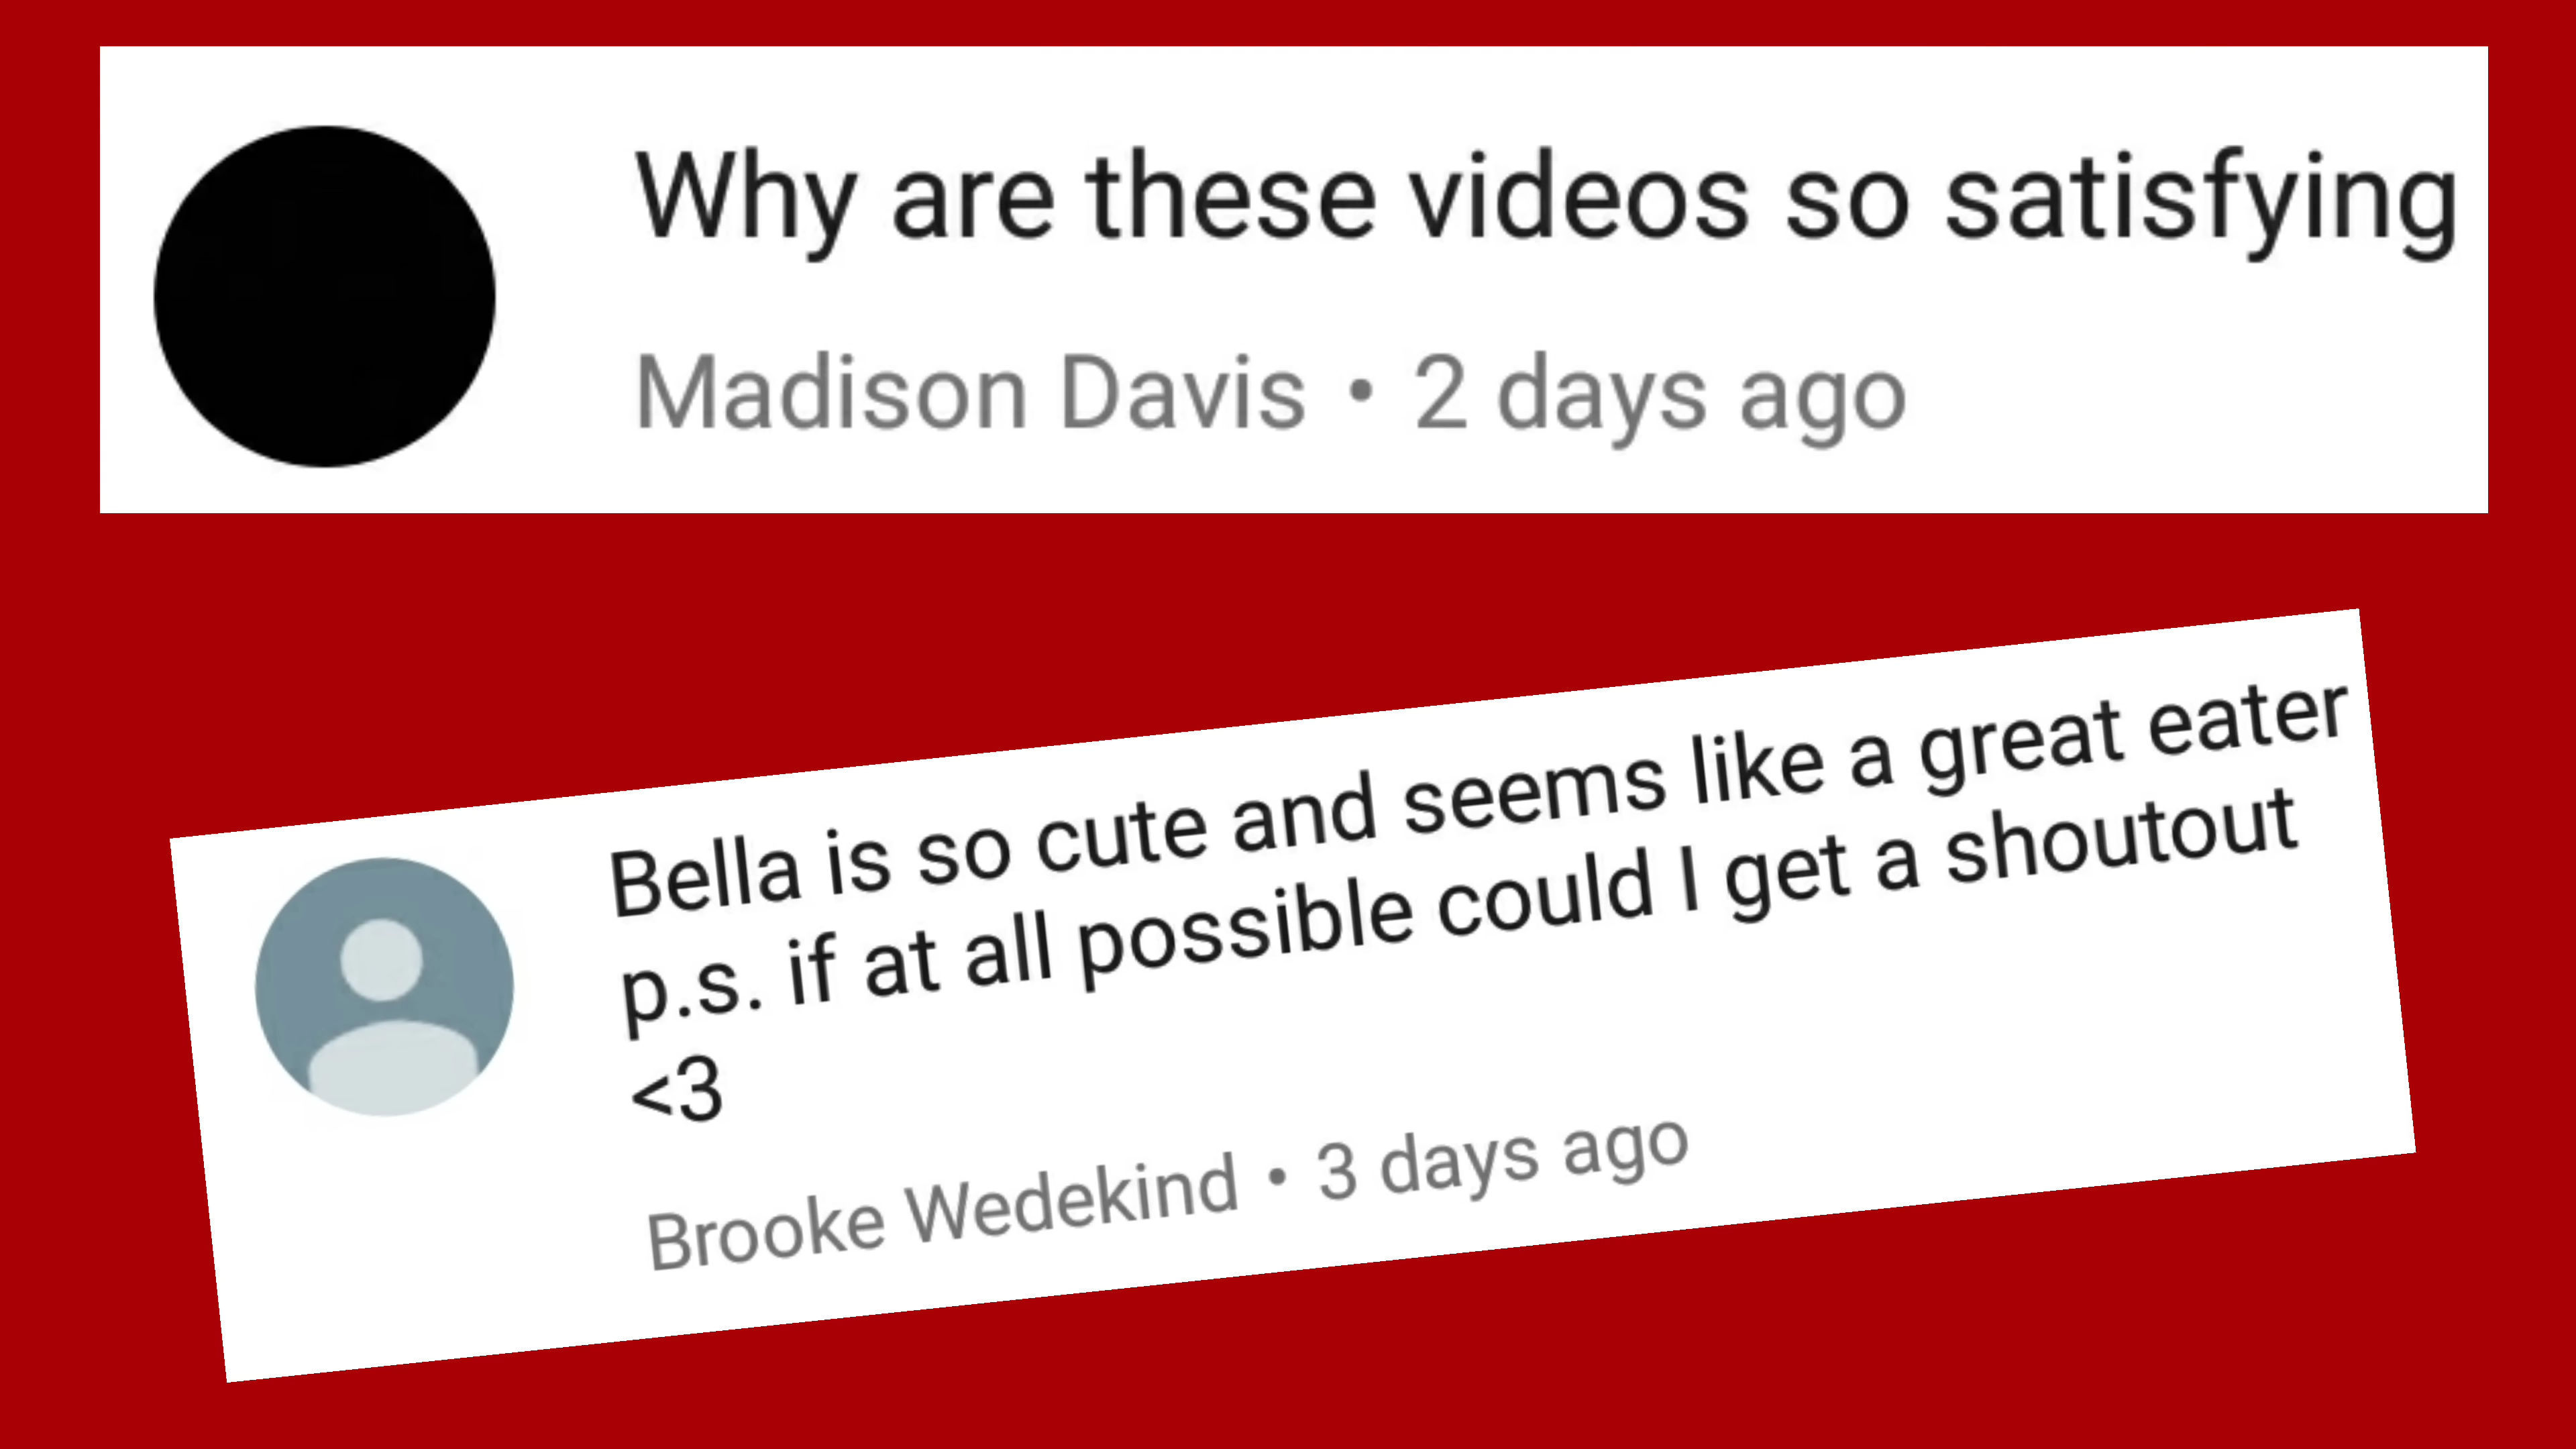 Why are these videos so satisfying
Madison Davis • 2 days ago
Bella is so cute and seems like a great eater
p.s. if at all possible could I get a shoutout
<3
Brooke Wedekind • 3 days ago